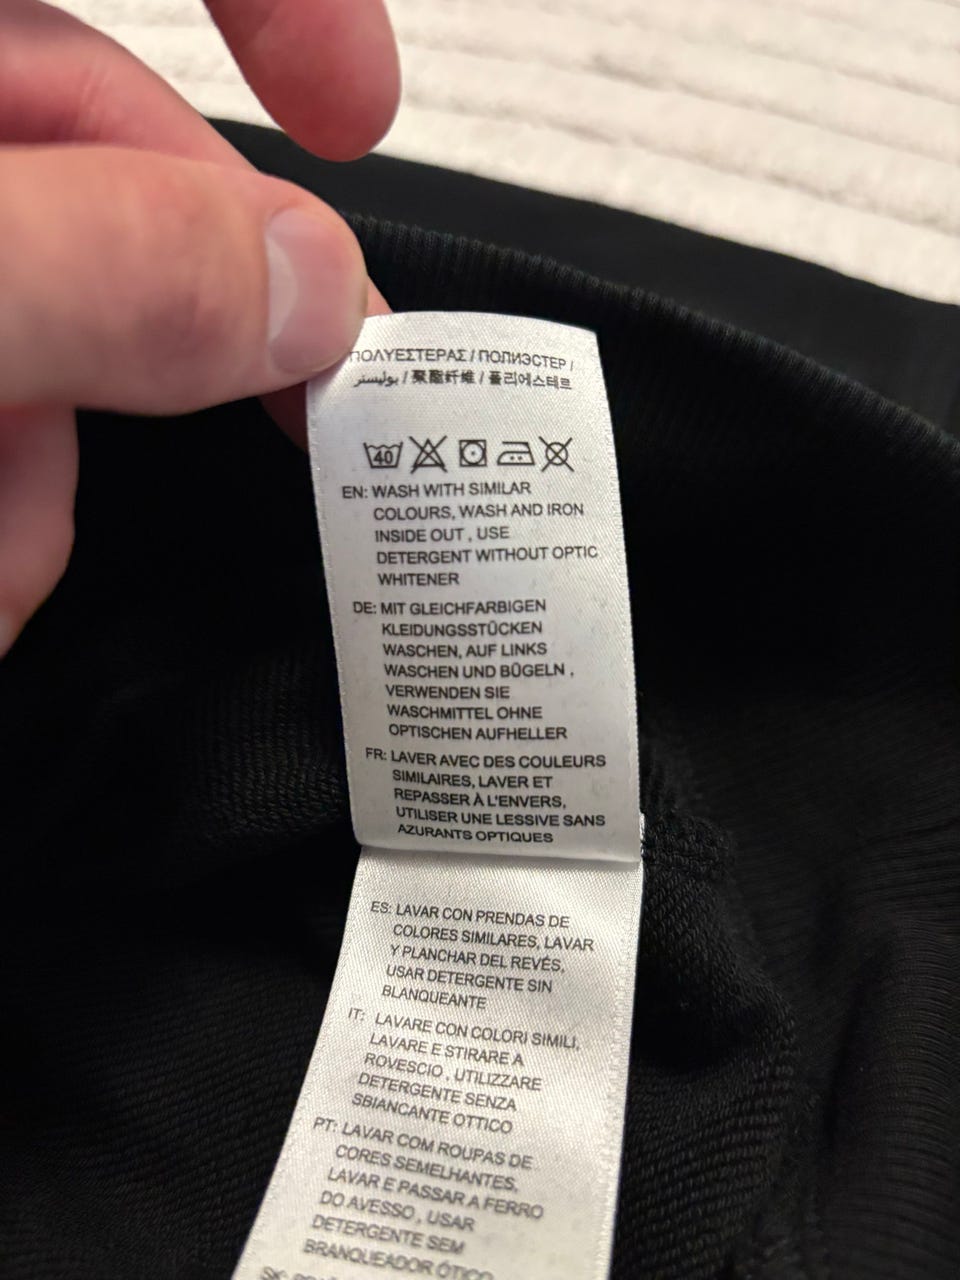 ΠΟΛΥΕΣΤΕΡΑΣ / ПОЛИЭСТЕР /
بوليستر / 聚酯纤维 / 폴리에스테르
40
EN: WASH WITH SIMILAR
COLOURS, WASH AND IRON
INSIDE OUT , USE
DETERGENT WITHOUT OPTIC
WHITENER
DE: MIT GLEICHFARBIGEN
KLEIDUNGSSTÜCKEN
WASCHEN, AUF LINKS
WASCHEN UND BÜGELN ,
VERWENDEN SIE
WASCHMITTEL OHNE
OPTISCHEN AUFHELLER
FR: LAVER AVEC DES COULEURS
SIMILAIRES, LAVER ET
REPASSER À L'ENVERS,
UTILISER UNE LESSIVE SANS
AZURANTS OPTIQUES
ES: LAVAR CON PRENDAS DE
COLORES SIMILARES, LAVAR
Y PLANCHAR DEL REVÉS,
USAR DETERGENTE SIN
BLANQUEANTE
IT: LAVARE CON COLORI SIMILI,
LAVARE E STIRARE A
ROVESCIO , UTILIZZARE
DETERGENTE SENZA
SBIANCANTE OTTICO
PT: LAVAR COM ROUPAS DE
CORES SEMELHANTES,
LAVAR E PASSAR A FERRO
DO AVESSO , USAR
DETERGENTE SEM
BRANQUEADOR ÓTICO
SK: